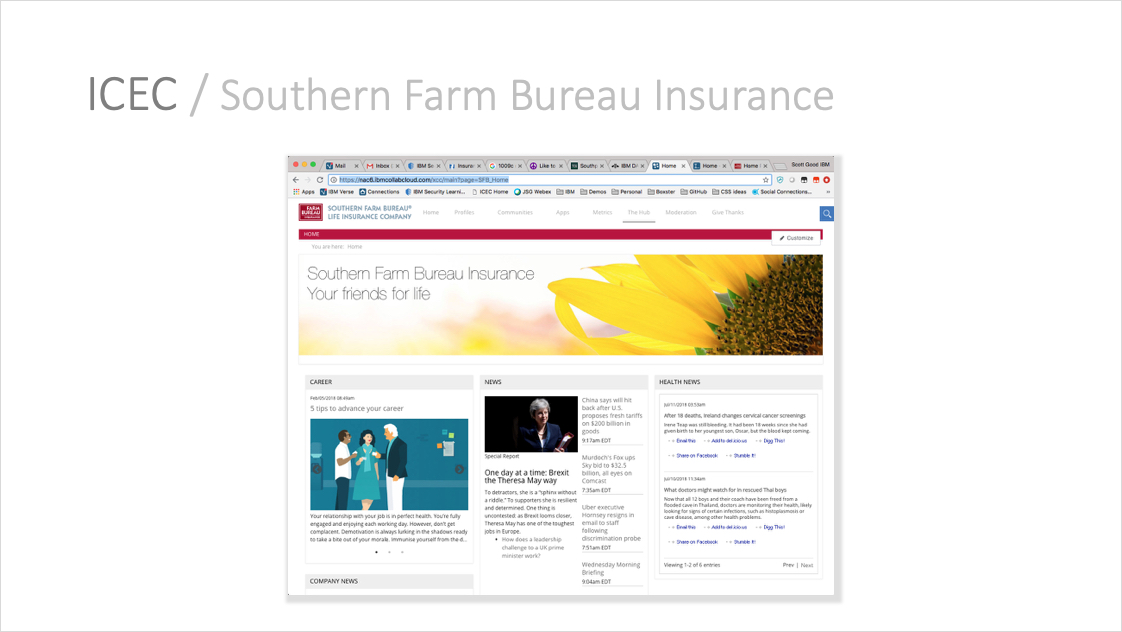 ICEC / Southern Farm Bureau Insurance
Mail
Inbox
IBM So
Insuran
100%c
Like to
Souths
IBM D
Home
Home
Home
Scott Good IBM
https://nac6.ibmcollabcloud.com/xcc/main?page=SFB_Home
Apps IBM Verse Connections IBM Security Learni... ICEC Home JSG Webex IBM Demos Personal Boxster GitHub CSS ideas Social Connections... »
FARM BUREAU
SOUTHERN FARM BUREAU®
LIFE INSURANCE COMPANY
Home Profiles Communities Apps Metrics The Hub Moderation Give Thanks
HOME
Customize
You are here: Home
Southern Farm Bureau Insurance
Your friends for life
CAREER
Feb/05/2018 08:49am
5 tips to advance your career
Your relationship with your job is in perfect health. You're fully
engaged and enjoying each working day. However, don't get
complacent. Demotivation is always lurking in the shadows ready
to take a bite out of your morale. Immunise yourself from the d...
COMPANY NEWS
NEWS
Special Report
One day at a time: Brexit
the Theresa May way
To detractors, she is a "sphinx without
a riddle." To supporters she is resilient
and determined. One thing is
uncontested: as Brexit looms closer,
Theresa May has one of the toughest
jobs in Europe.
• How does a leadership
challenge to a UK prime
minister work?
China says will hit
back after U.S.
proposes fresh tariffs
on $200 billion in
goods
9:17am EDT
Murdoch's Fox ups
Sky bid to $32.5
billion, all eyes on
Comcast
7:35am EDT
Uber executive
Hornsey resigns in
email to staff
following
discrimination probe
7:51am EDT
Wednesday Morning
Briefing
9:04am EDT
HEALTH NEWS
Jul/11/2018 03:53am
After 18 deaths, Ireland changes cervical cancer screenings
Irene Teap was still bleeding. It had been 18 weeks since she had
given birth to her youngest son, Oscar, but the blood kept coming.
Email this Add to del.icio.us Digg This!
Share on Facebook Stumble It!
Jul/10/2018 11:34am
What doctors might watch for in rescued Thai boys
Now that all 12 boys and their coach have been freed from a
flooded cave in Thailand, doctors are monitoring their health, likely
looking for signs of certain infections, such as histoplasmosis or
cave disease, among other health problems.
Email this Add to del.icio.us Digg This!
Share on Facebook Stumble It!
Viewing 1-2 of 6 entries
Prev | Next